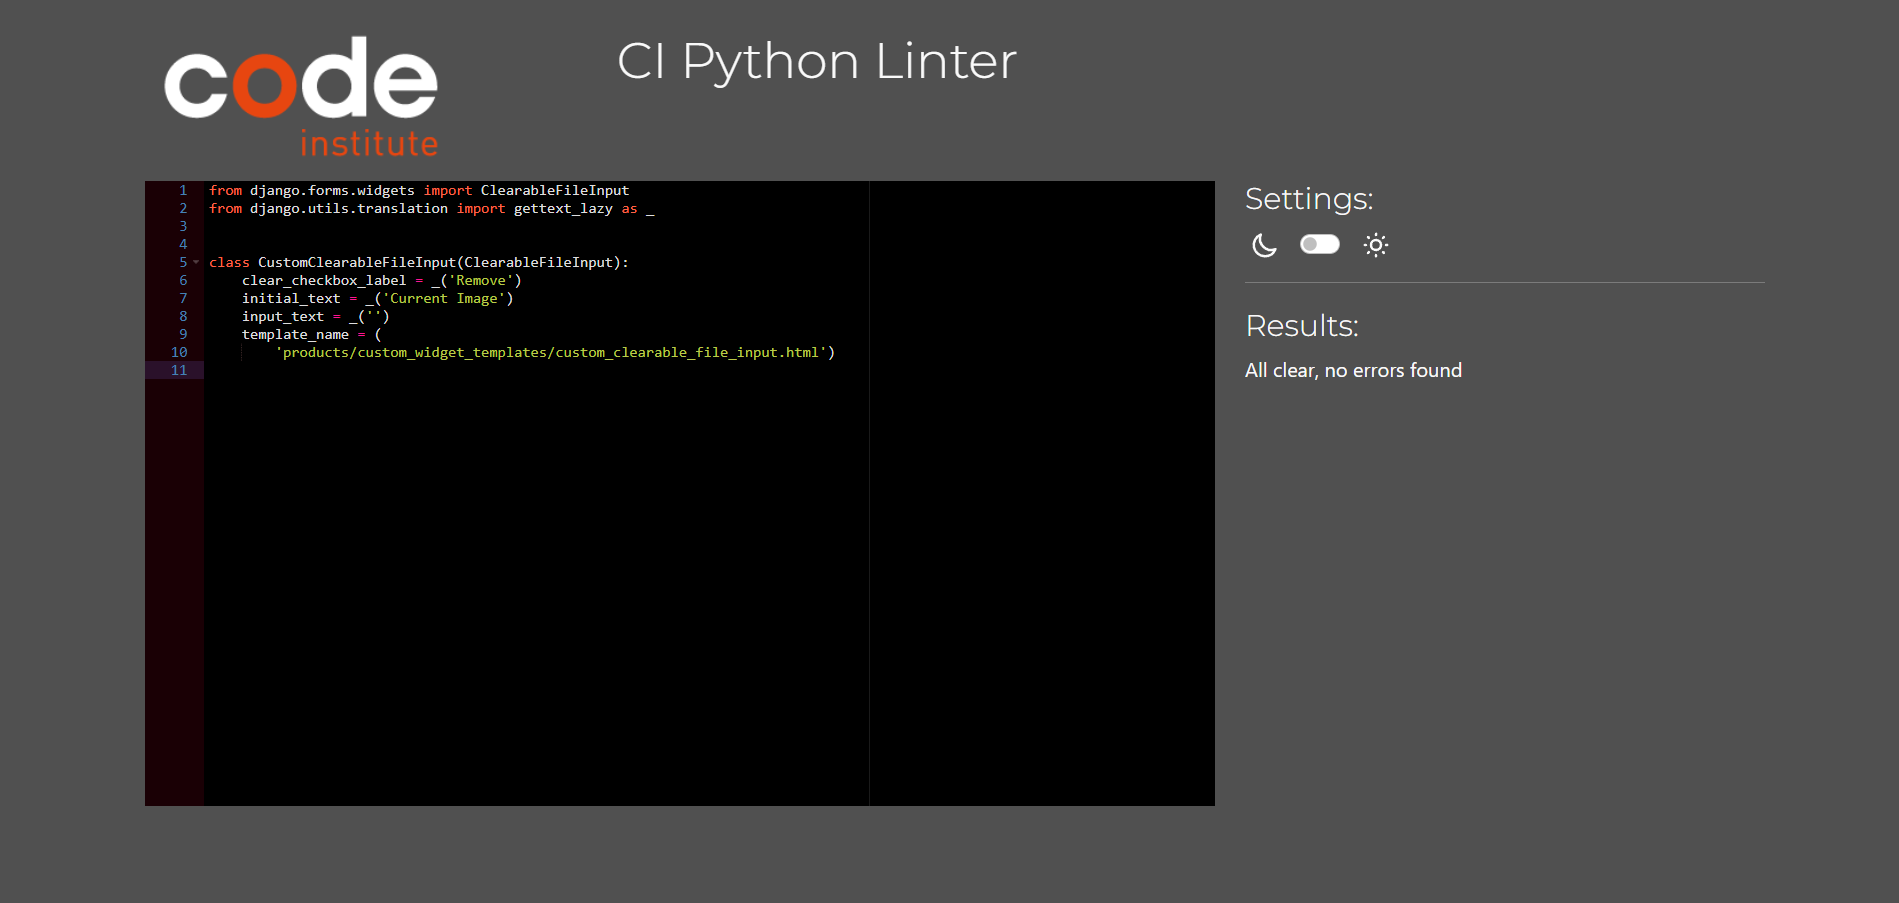 code
institute
CI Python Linter
1 from django.forms.widgets import ClearableFileInput
2 from django.utils.translation import gettext_lazy as _
3
4
5 class CustomClearableFileInput(ClearableFileInput):
6     clear_checkbox_label = _('Remove')
7     initial_text = _('Current Image')
8     input_text = _('')
9     template_name = (
10         'products/custom_widget_templates/custom_clearable_file_input.html')
11
Settings:
Results:
All clear, no errors found